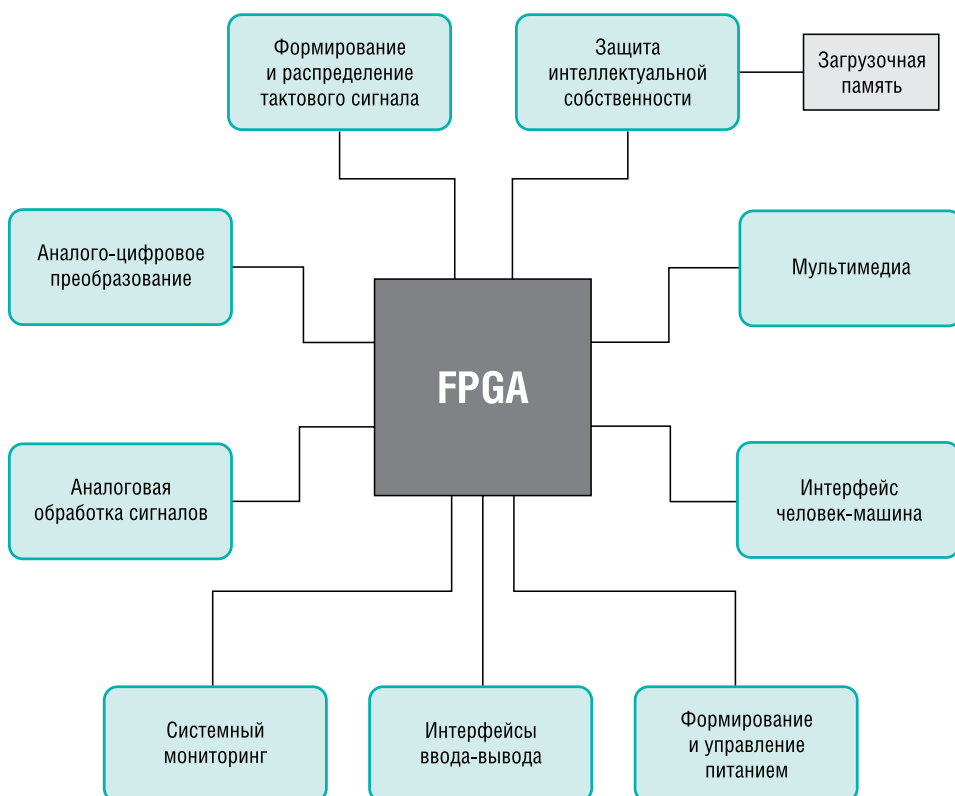 Формирование
и распределение
тактового сигнала
Защита
интеллектуальной
собственности
Загрузочная
память
Аналого-цифровое
преобразование
Мультимедиа
FPGA
Аналоговая
обработка сигналов
Интерфейс
человек-машина
Системный
мониторинг
Интерфейсы
ввода-вывода
Формирование
и управление
питанием